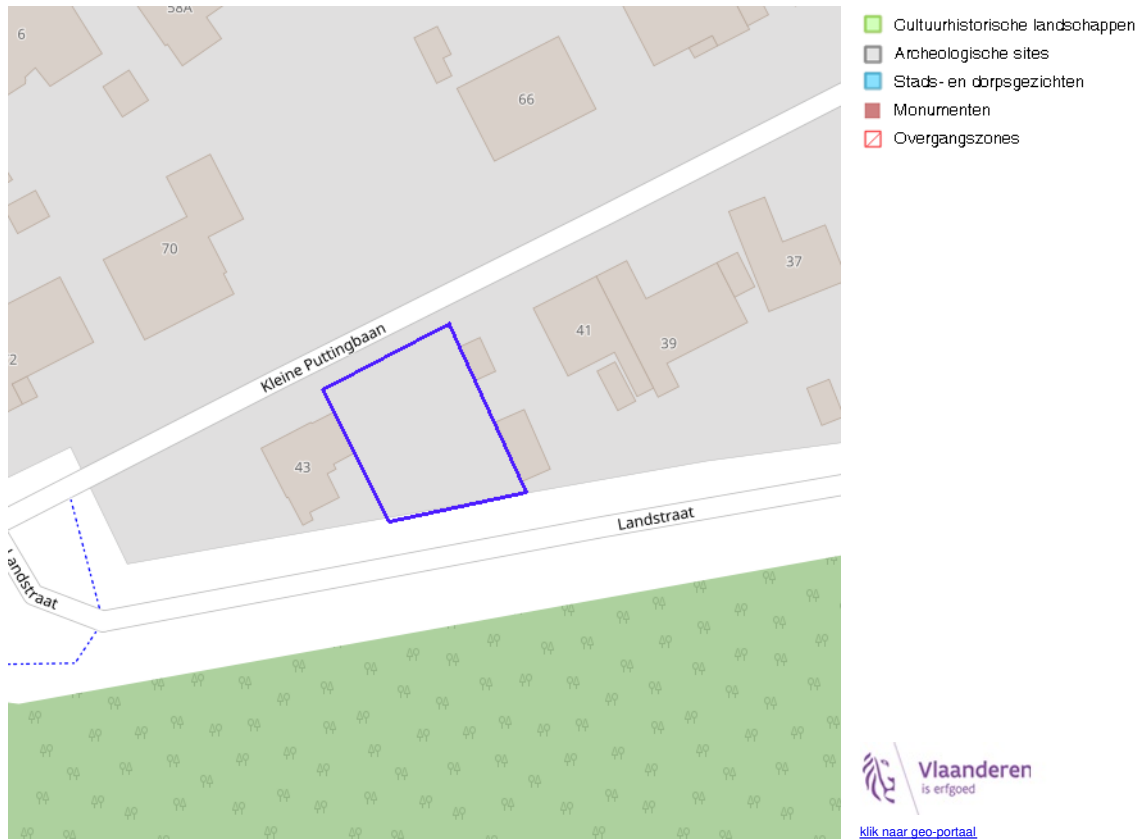 6
58A
66
70
37
41
39
2
Kleine Puttingbaan
43
Landstraat
Landstraat
Cultuurhistorische landschappen
Archeologische sites
Stads- en dorpsgezichten
Monumenten
Overgangszones
Vlaanderen
is erfgoed
klik naar geo-portaal